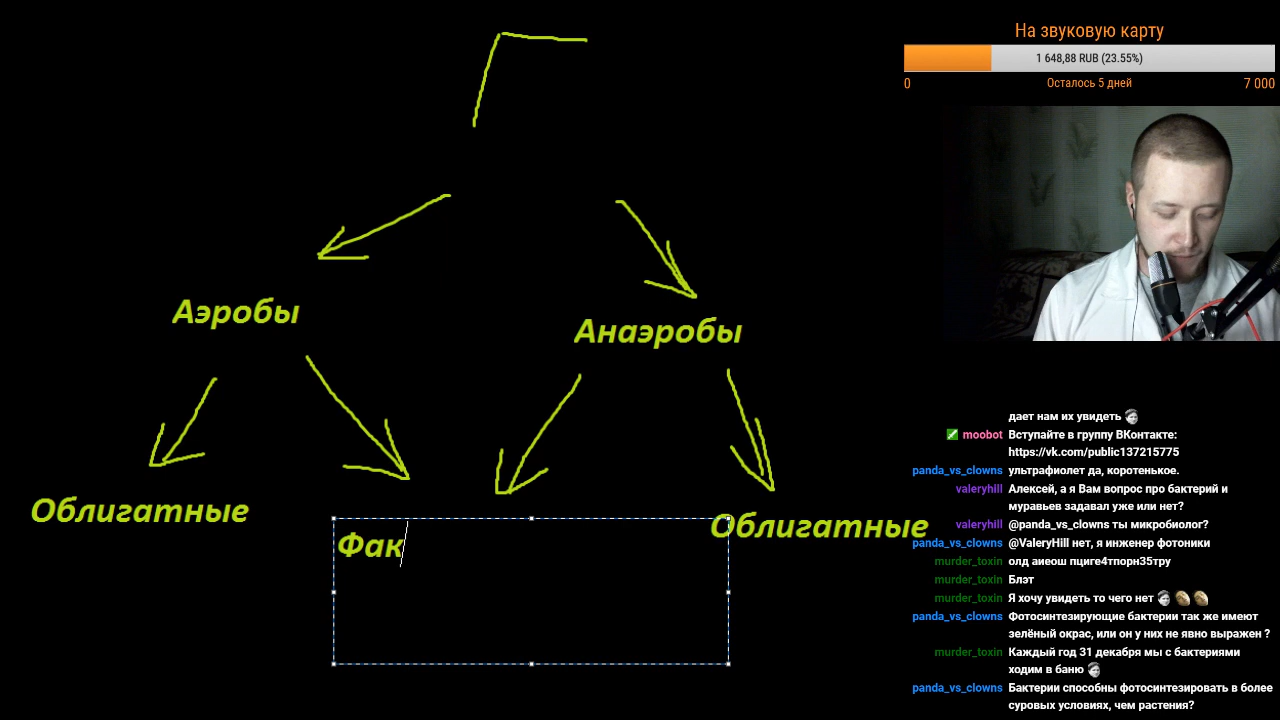 Аэробы
Анаэробы
Облигатные
Фак
Облигатные
На звуковую карту
1 648,88 RUB (23.55%)
0 Осталось 5 дней 7 000
дает нам их увидеть
moobot Вступайте в группу ВКонтакте:
https://vk.com/public137215775
panda_vs_clowns ультрафиолет да, коротенькое.
valeryhill Алексей, а я Вам вопрос про бактерий и
муравьев задавал уже или нет?
valeryhill @panda_vs_clowns ты микробиолог?
panda_vs_clowns @ValeryHill нет, я инженер фотоники
murder_toxin олд аиеош пциге4тпорн35тру
murder_toxin Блэт
murder_toxin Я хочу увидеть то чего нет
panda_vs_clowns Фотосинтезирующие бактерии так же имеют
зелёный окрас, или он у них не явно выражен ?
murder_toxin Каждый год 31 декабря мы с бактериями
ходим в баню
panda_vs_clowns Бактерии способны фотосинтезировать в более
суровых условиях, чем растения?